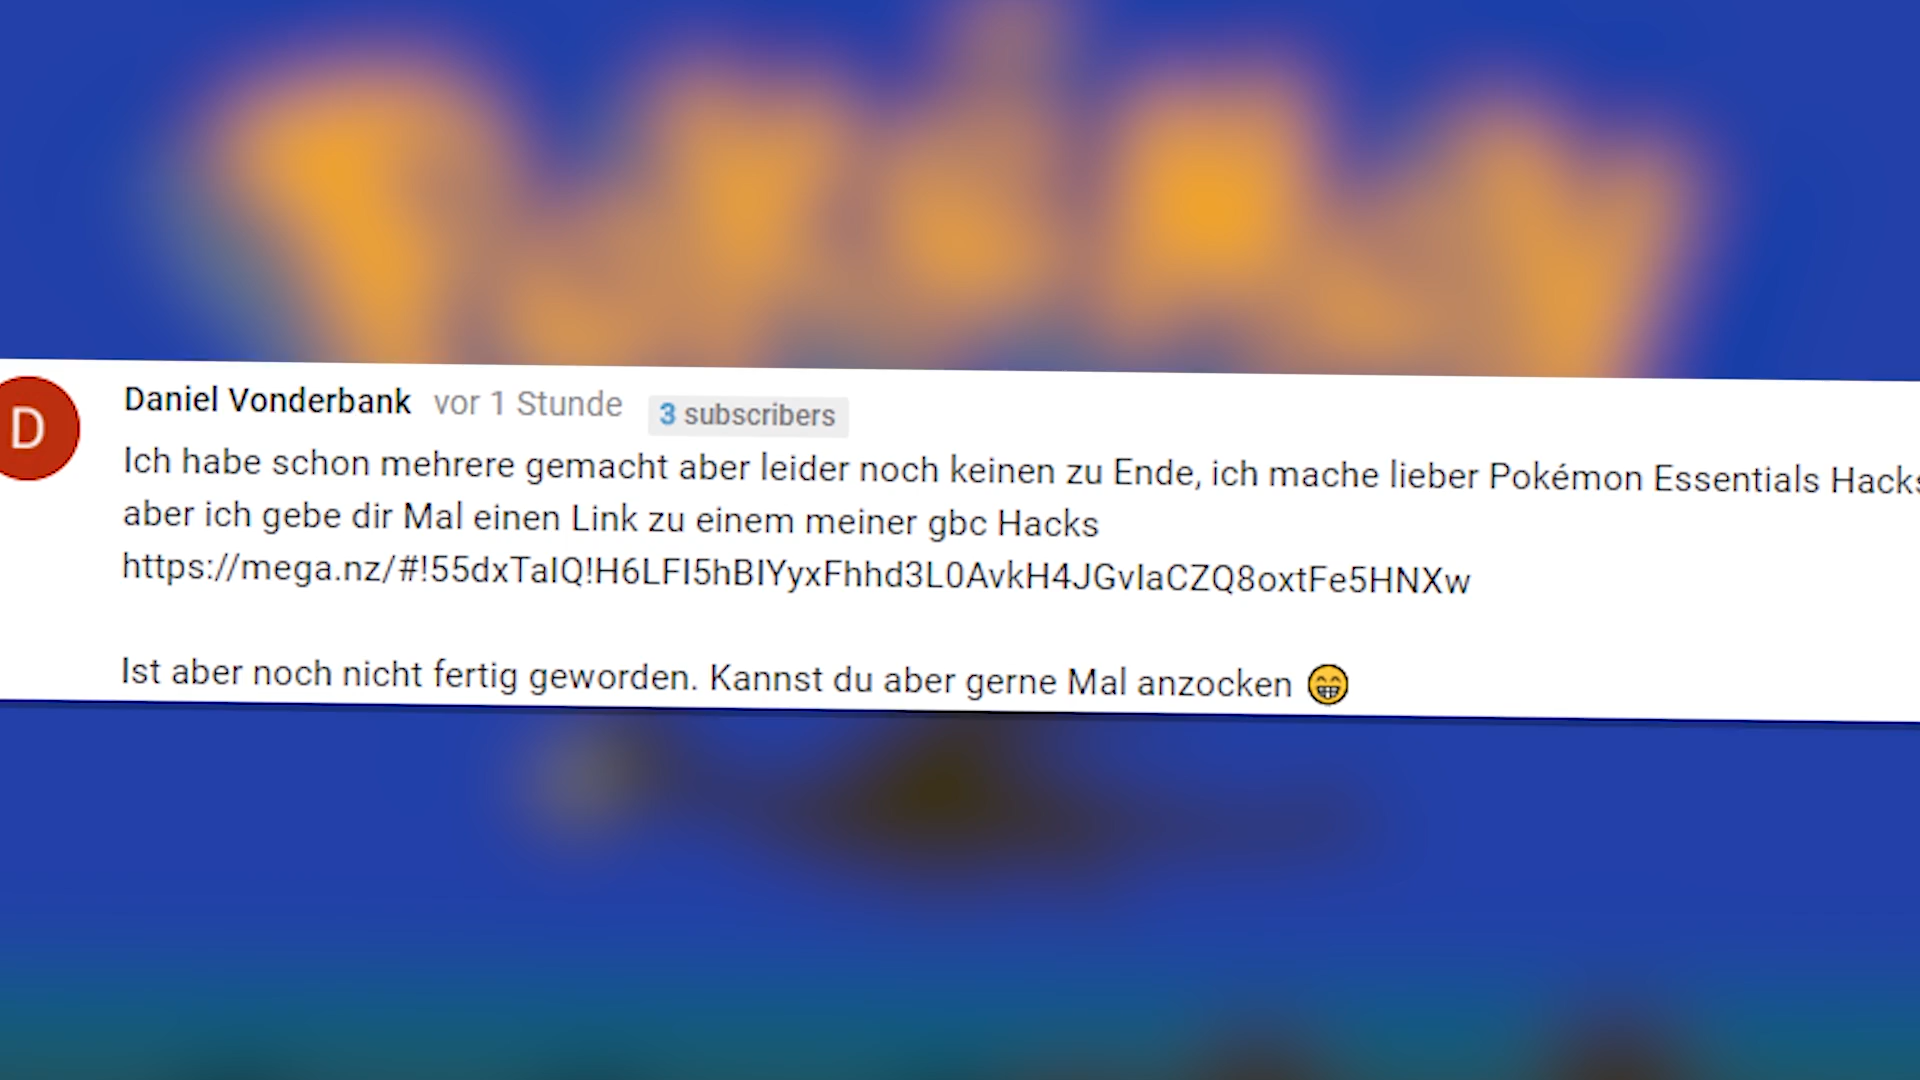 D
Daniel Vonderbank vor 1 Stunde 3 subscribers
Ich habe schon mehrere gemacht aber leider noch keinen zu Ende, ich mache lieber Pokémon Essentials Hacks
aber ich gebe dir Mal einen Link zu einem meiner gbc Hacks
https://mega.nz/#!55dxTaIQ!H6LFI5hBIYyxFhhd3L0AvkH4JGvIaCZQ8oxtFe5HNXw
Ist aber noch nicht fertig geworden. Kannst du aber gerne Mal anzocken 😁